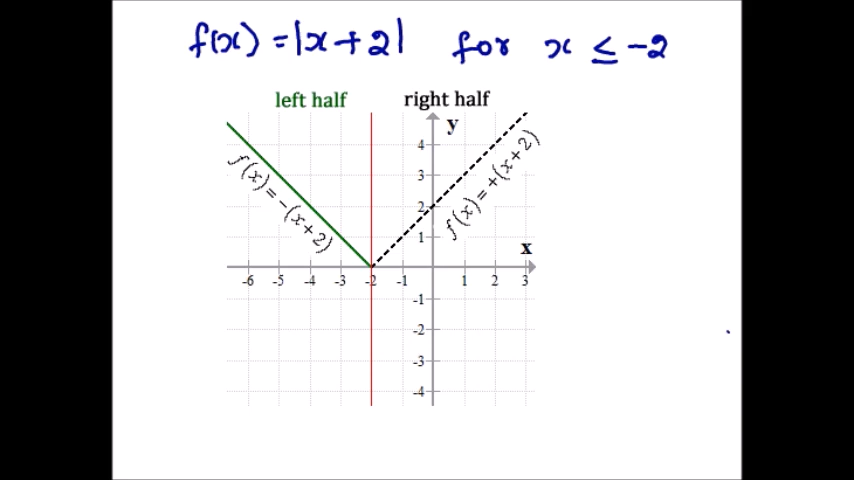 f(x) = |x + 2| for x ≤ -2
left half right half
y
f(x) = -(x+2)
f(x) = +(x+2)
4
3
2
1
x
-6 -5 -4 -3 -2 -1 1 2 3
-1
-2
-3
-4